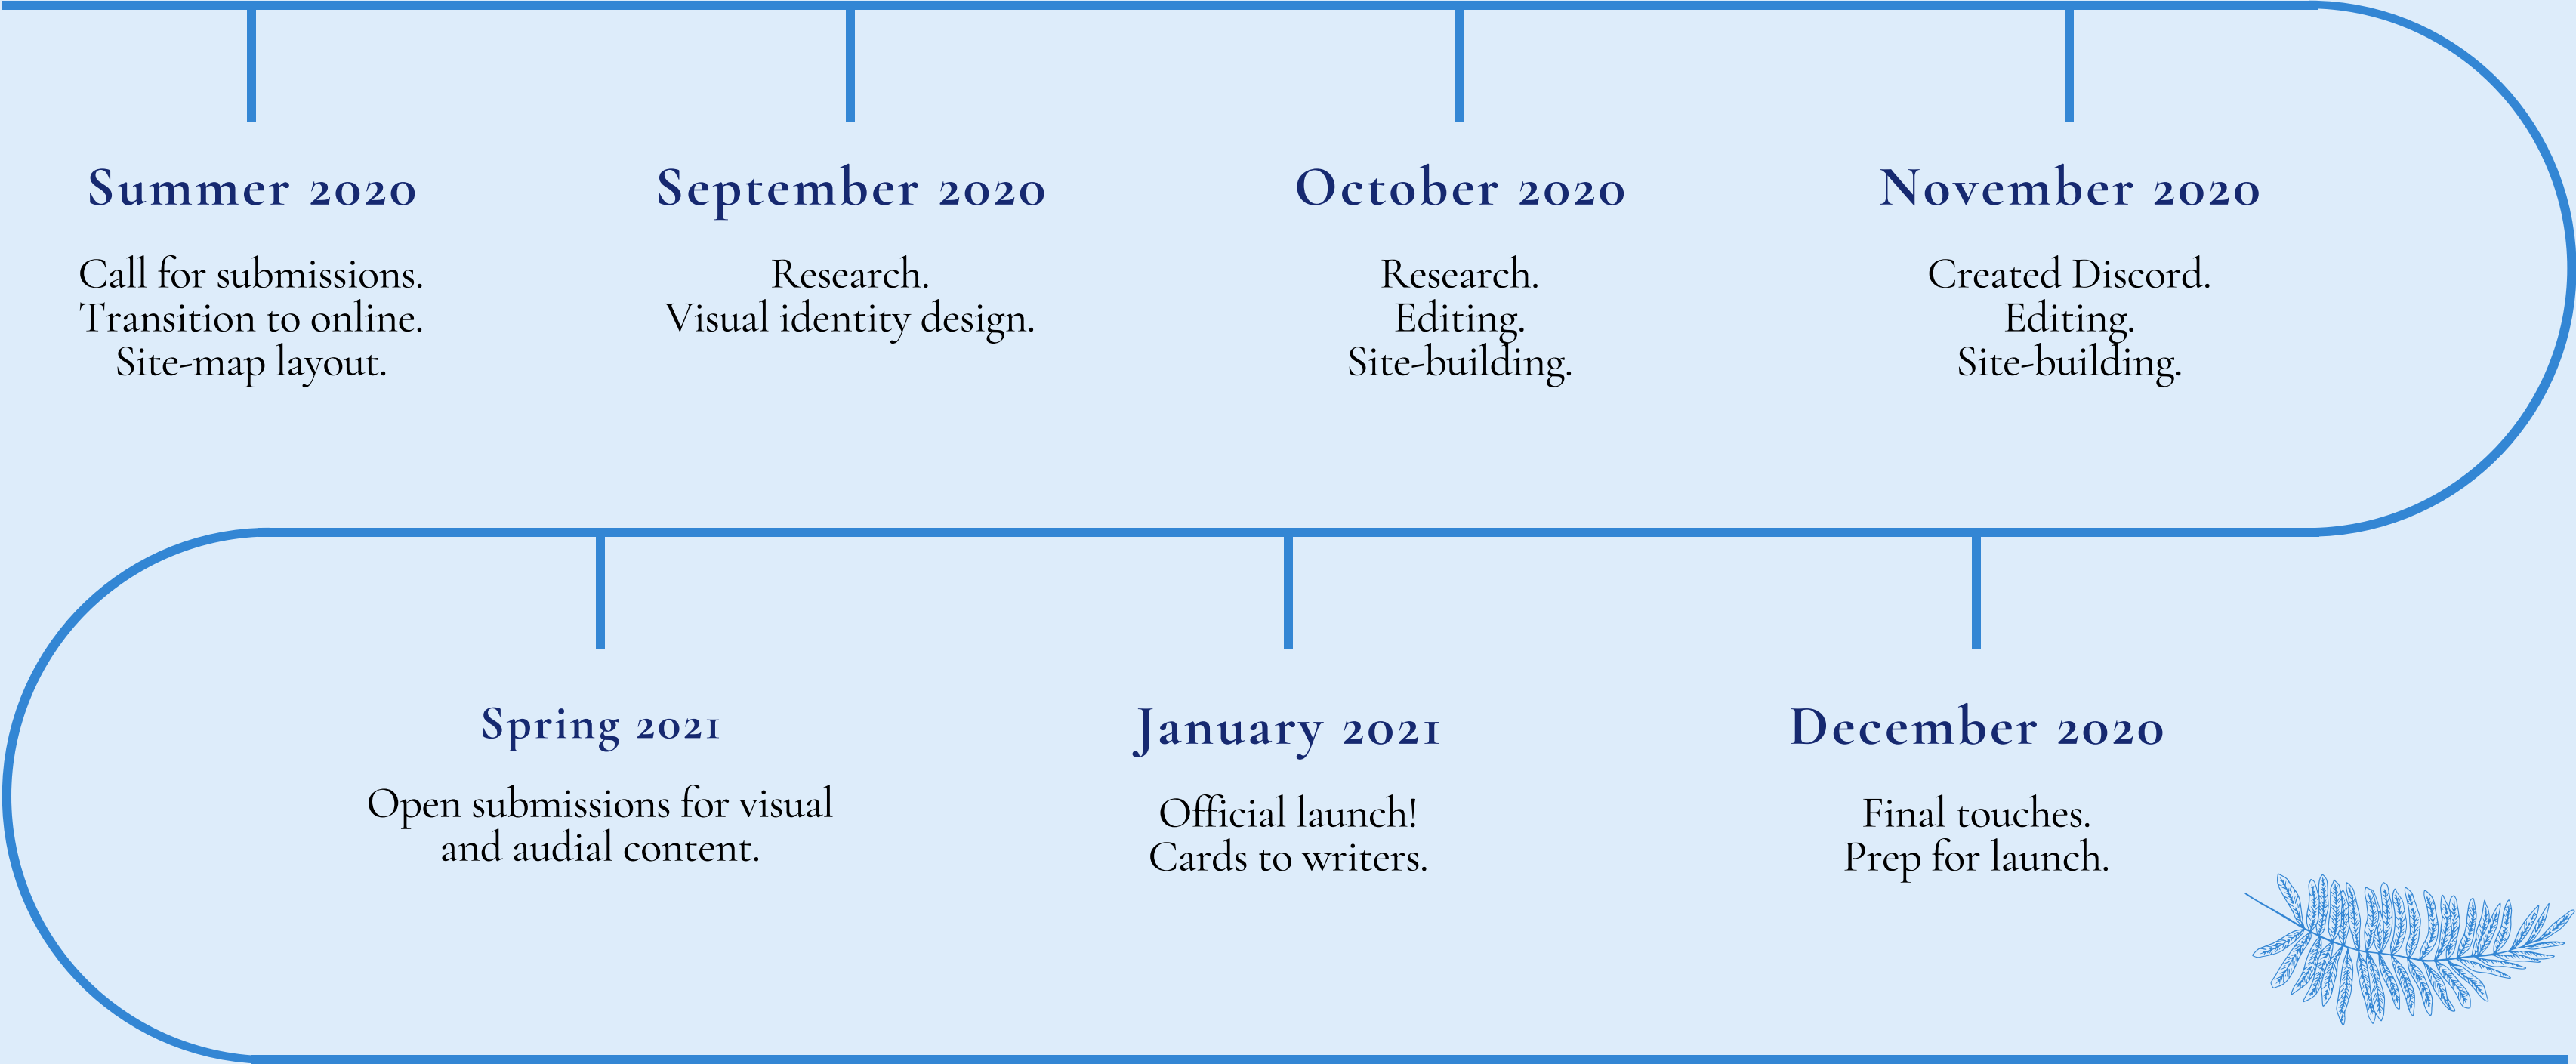 Summer 2020
Call for submissions.
Transition to online.
Site-map layout.
September 2020
Research.
Visual identity design.
October 2020
Research.
Editing.
Site-building.
November 2020
Created Discord.
Editing.
Site-building.
December 2020
Final touches.
Prep for launch.
January 2021
Official launch!
Cards to writers.
Spring 2021
Open submissions for visual
and audial content.